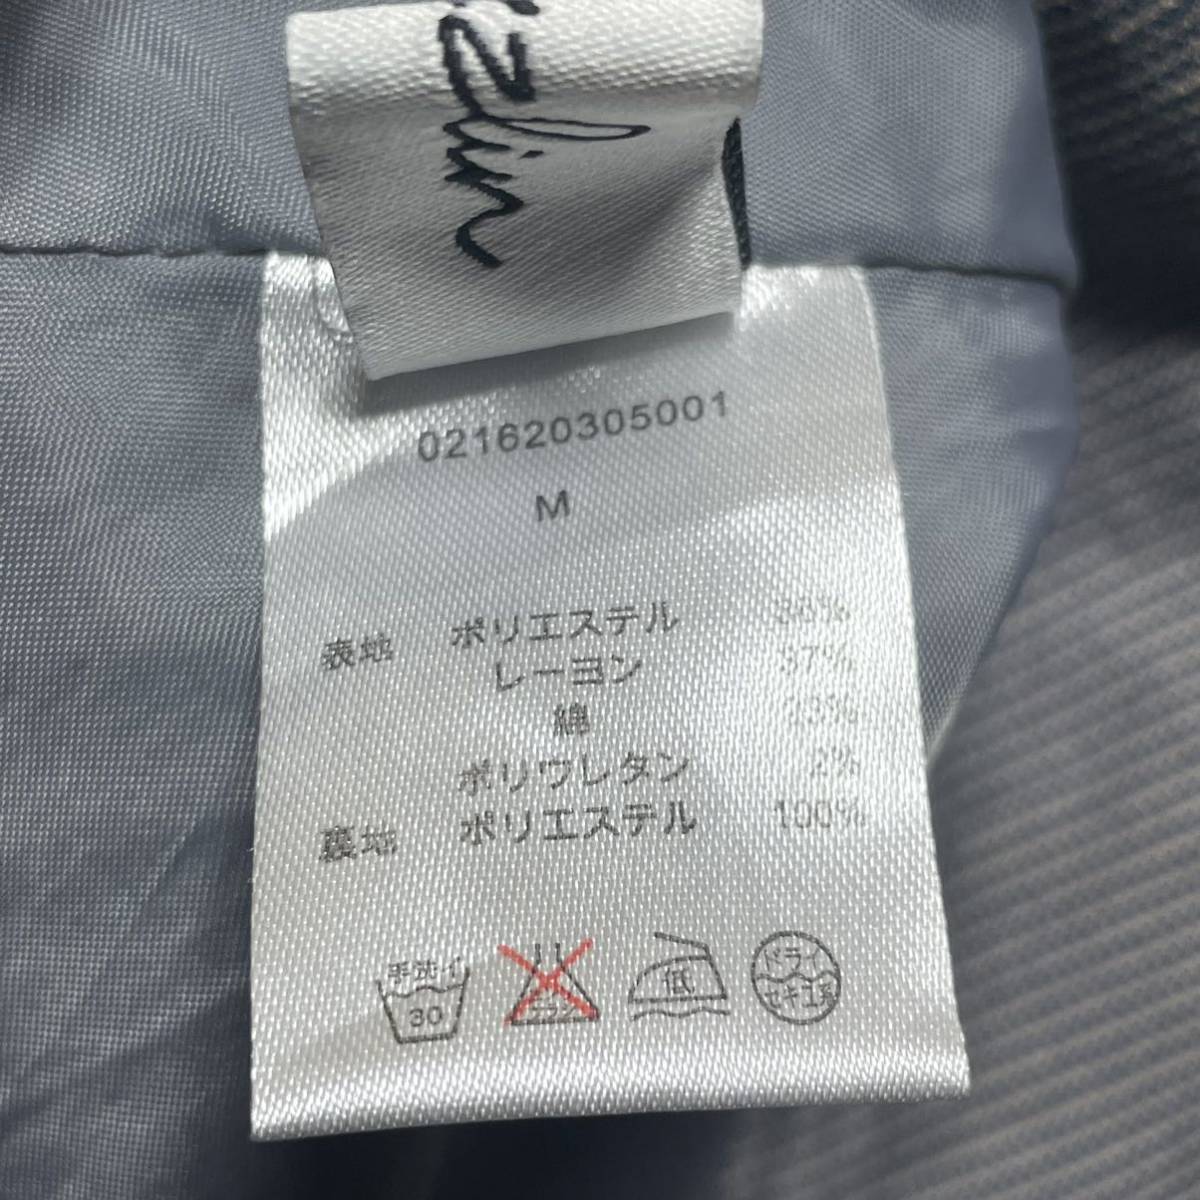 021620305001
M
表地 ポリエステル
レーヨン 37%
綿
ポリウレタン 2%
裏地 ポリエステル 100%
手洗イ
30
低
ドライ
セキユ系